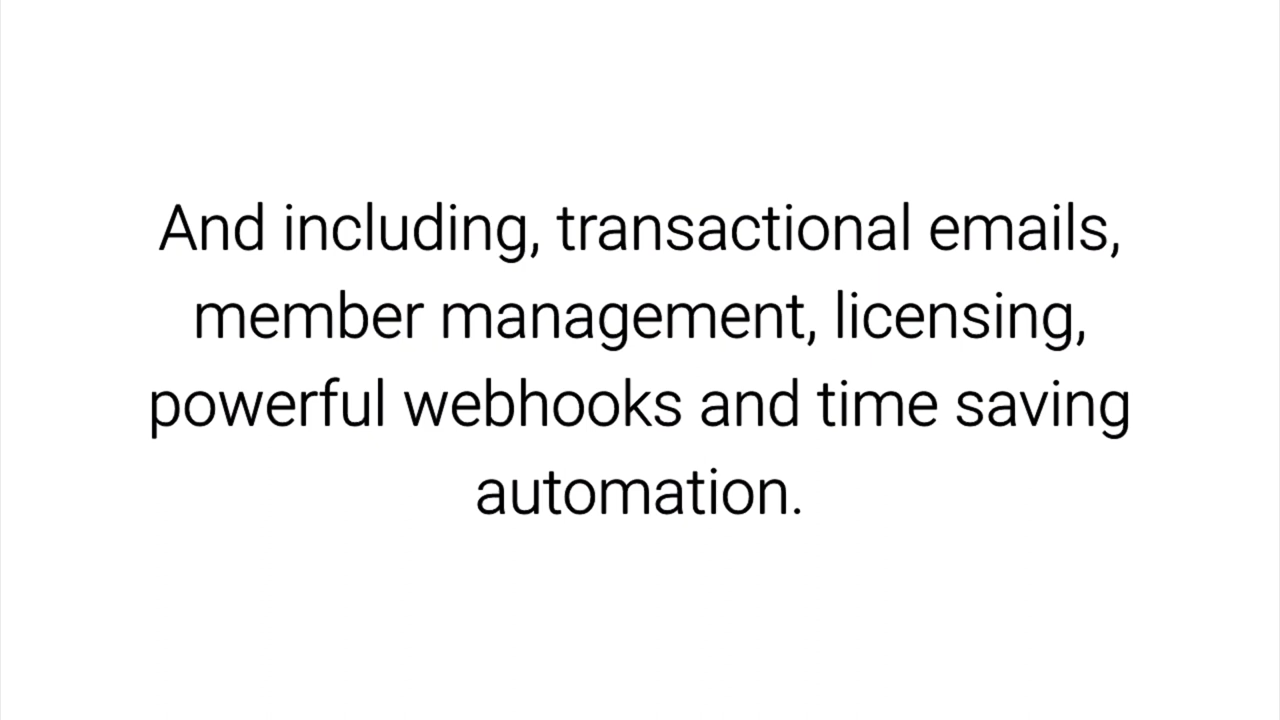 And including, transactional emails,
member management, licensing,
powerful webhooks and time saving
automation.